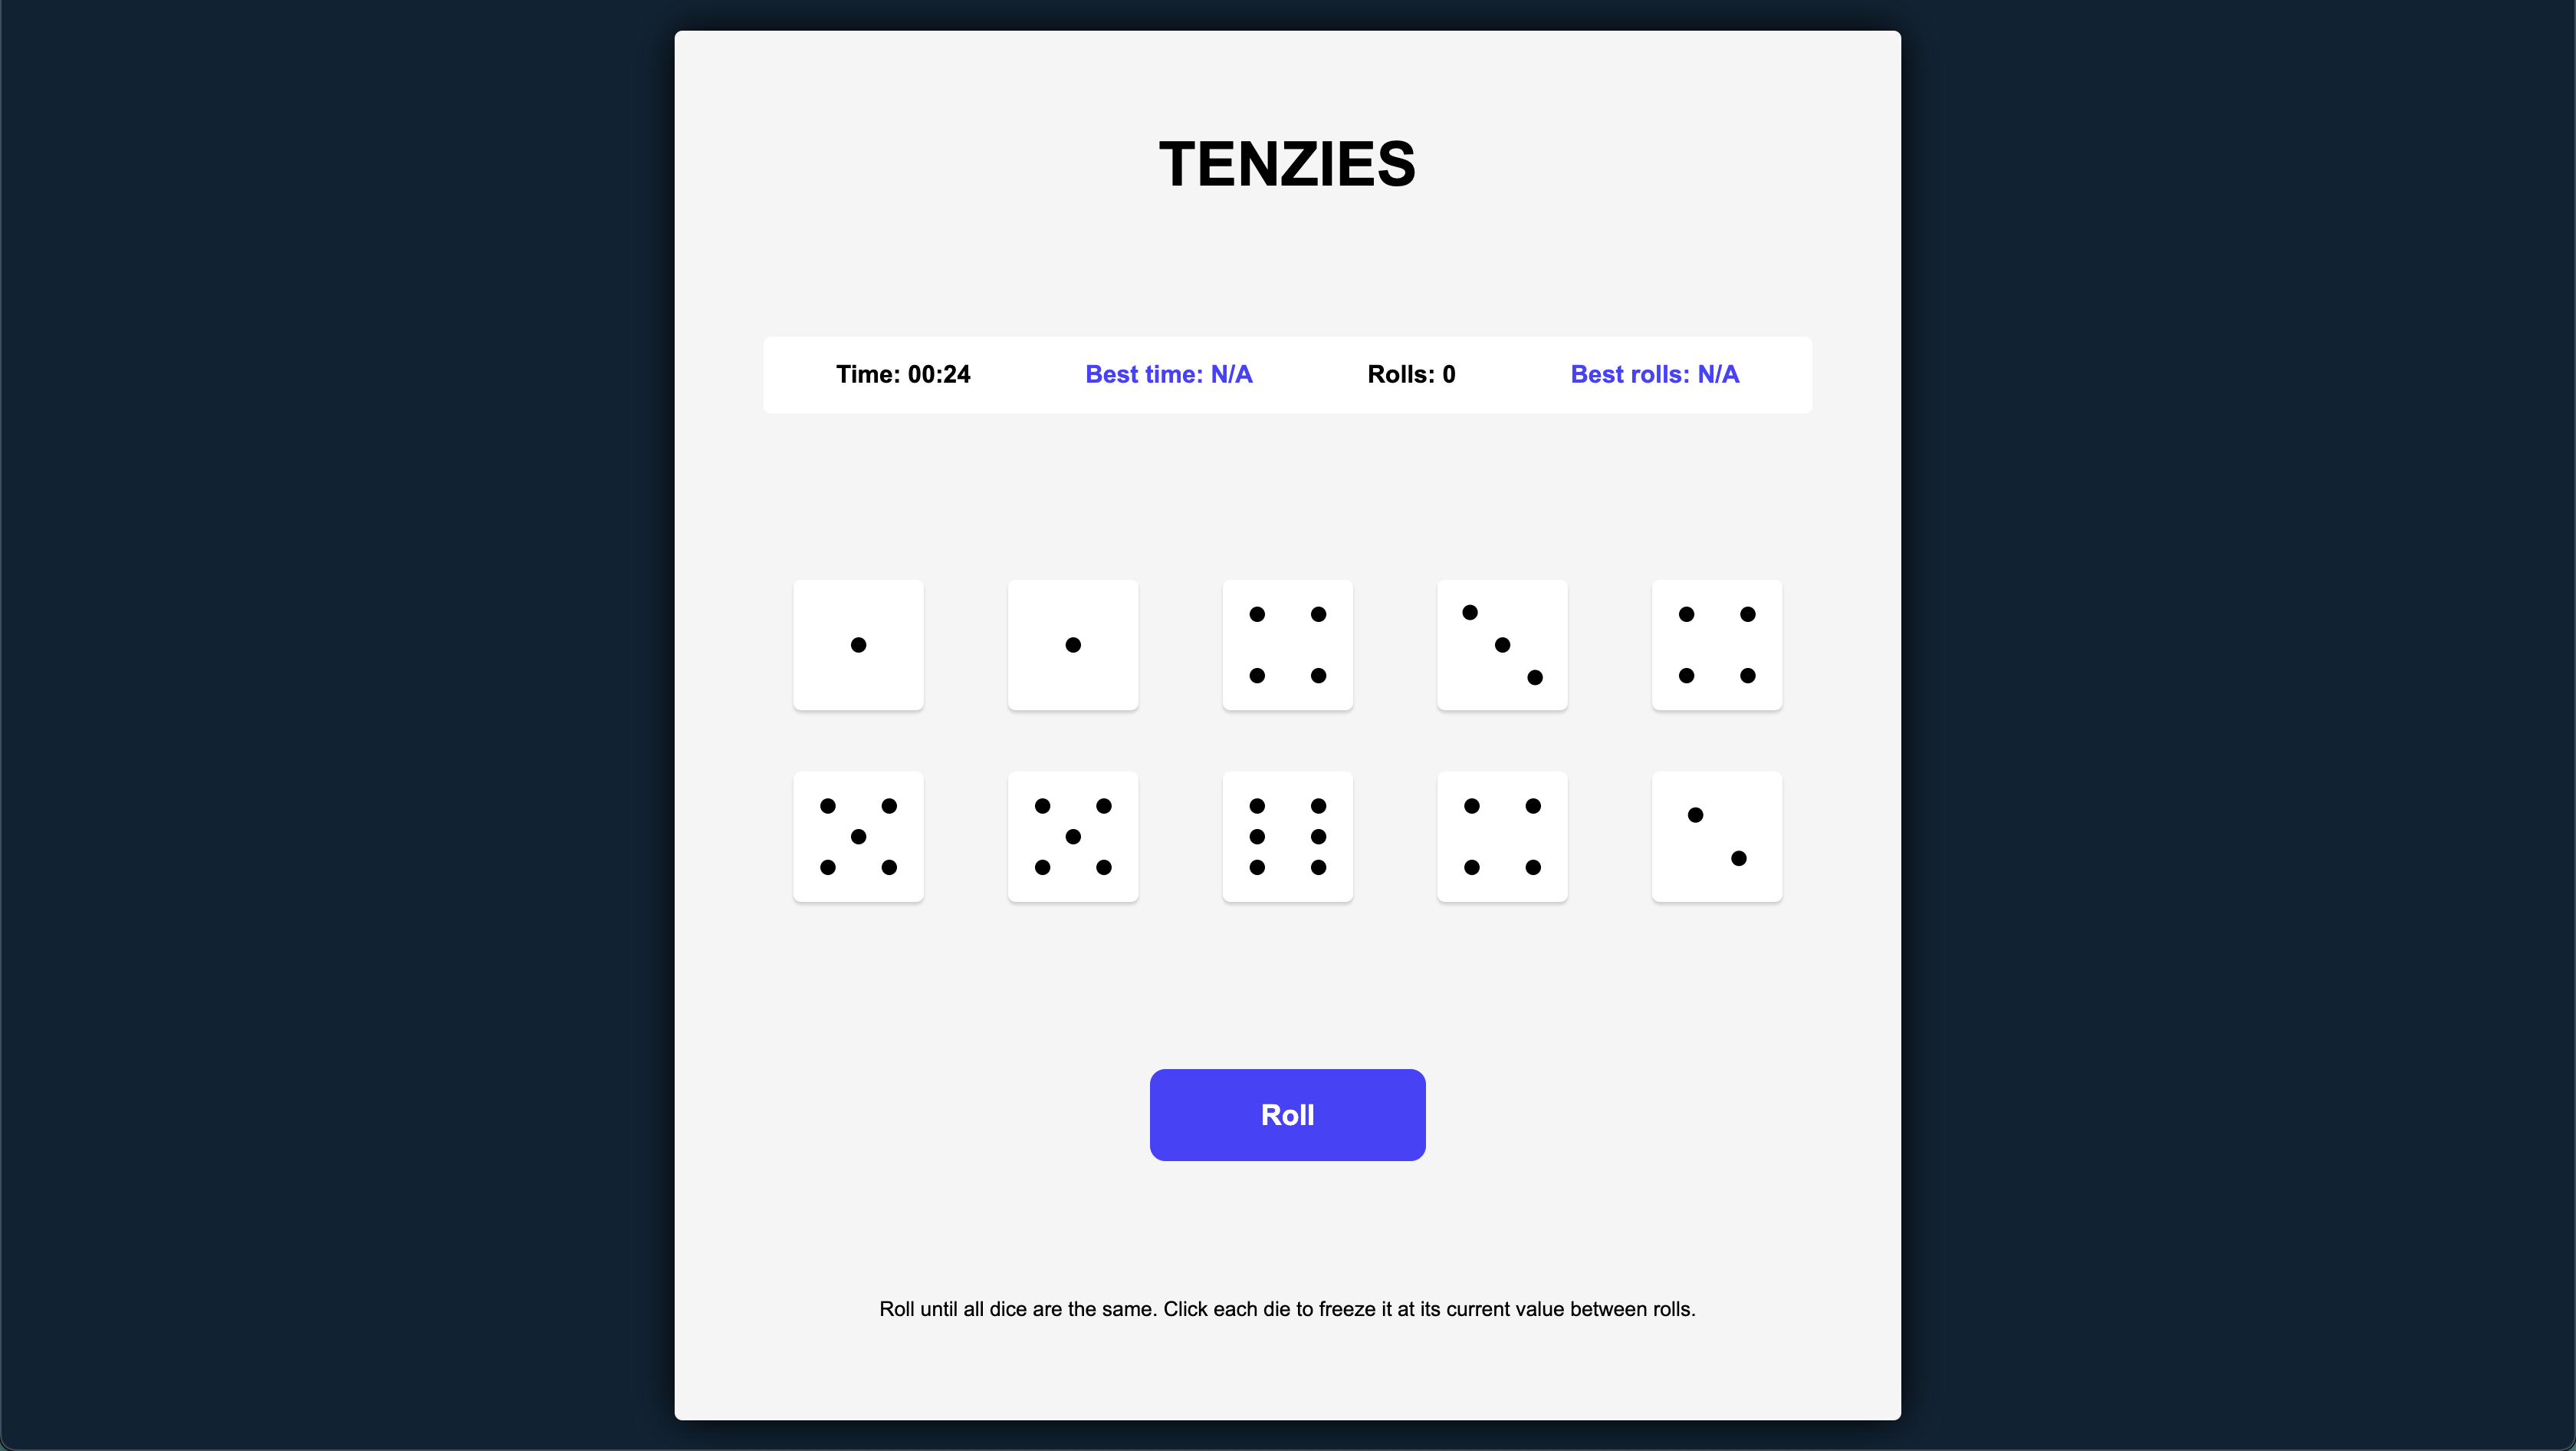 TENZIES
Time: 00:24 Best time: N/A Rolls: 0 Best rolls: N/A
Roll
Roll until all dice are the same. Click each die to freeze it at its current value between rolls.